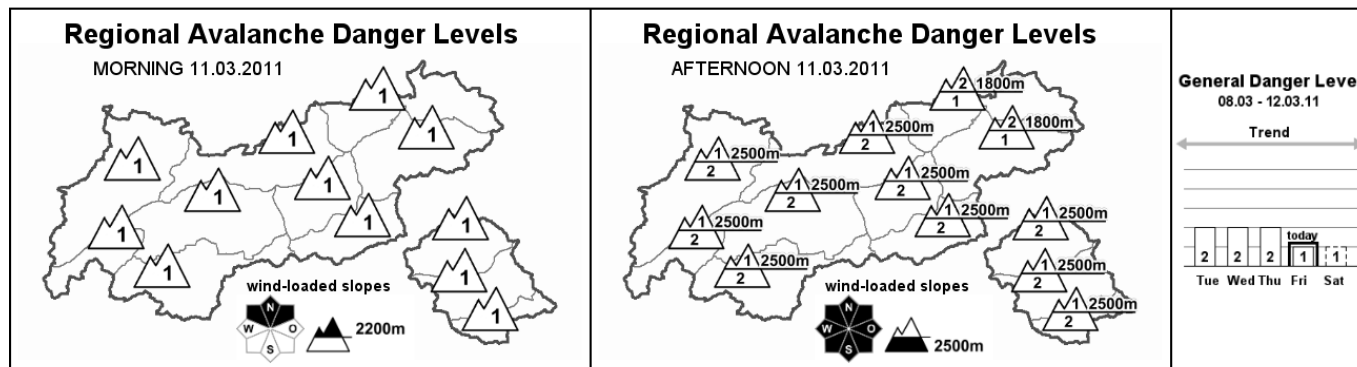 Regional Avalanche Danger Levels
MORNING 11.03.2011
1
1
1
1
1
1
1
1
1
1
1
1
wind-loaded slopes
N
W O
S
2200m
Regional Avalanche Danger Levels
AFTERNOON 11.03.2011
2 1800m
1
2 1800m
1
1 2500m
2
1 2500m
2
1 2500m
2
1 2500m
2
1 2500m
2
1 2500m
2
1 2500m
2
1 2500m
2
1 2500m
2
1 2500m
2
wind-loaded slopes
N
W O
S
2500m
General Danger Leve
08.03 - 12.03.11
Trend
today
2 2 2 1 1
Tue Wed Thu Fri Sat